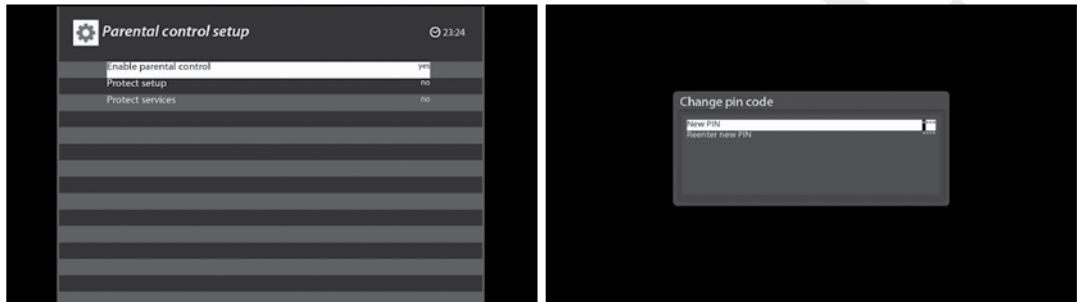 Parental control setup
23:24
Enable parental control yes
Protect setup no
Protect services no
Change pin code
New PIN ****
Reenter new PIN ****